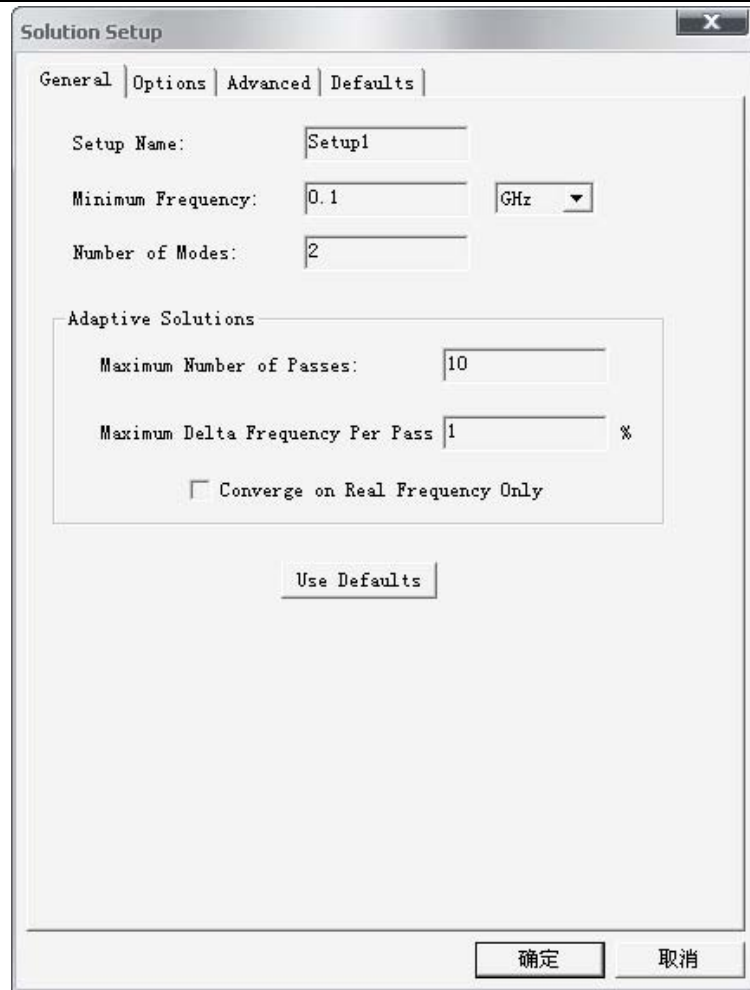 Solution Setup
General Options Advanced Defaults
Setup Name: Setup1
Minimum Frequency: 0.1 GHz
Number of Modes: 2
Adaptive Solutions
Maximum Number of Passes: 10
Maximum Delta Frequency Per Pass 1 %
Converge on Real Frequency Only
Use Defaults
确定 取消